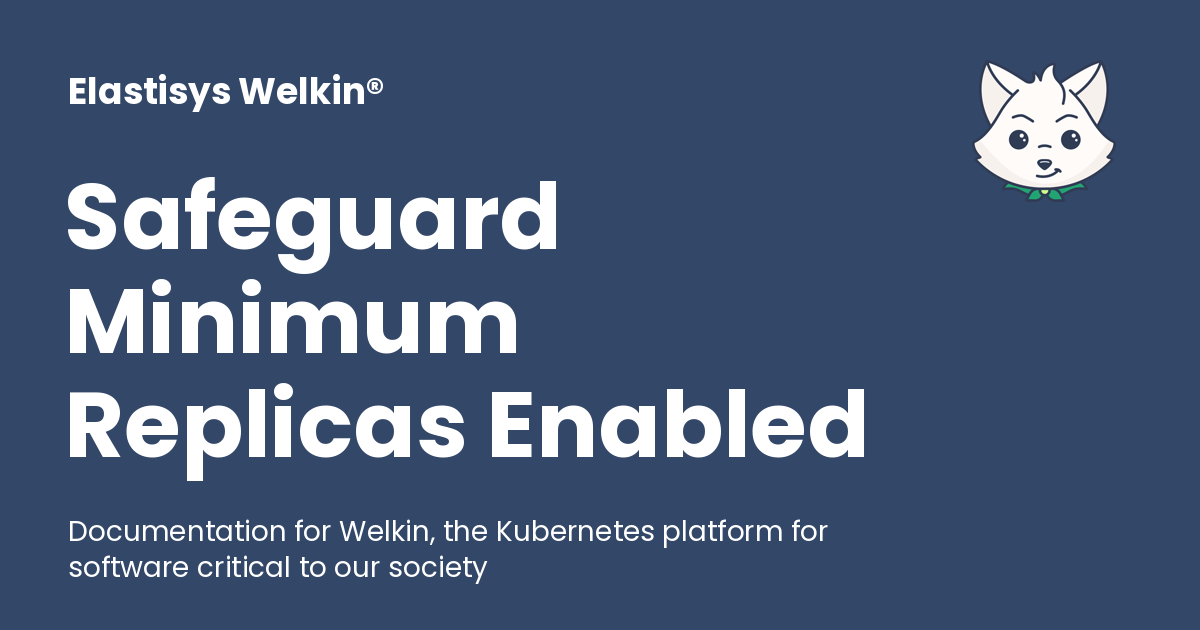 Elastisys Welkin®
Safeguard
Minimum
Replicas Enabled
Documentation for Welkin, the Kubernetes platform for
software critical to our society